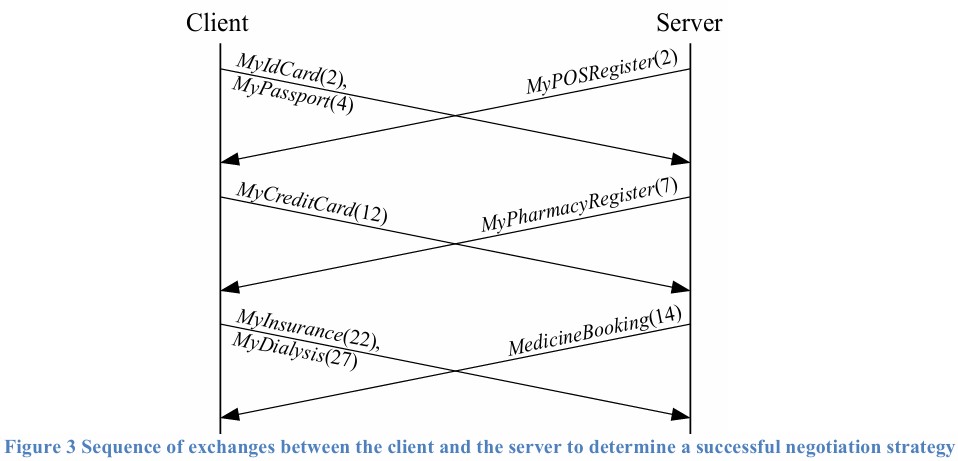 Client
Server
MyIdCard(2),
MyPassport(4)
MyPOSRegister(2)
MyCreditCard(12)
MyPharmacyRegister(7)
MyInsurance(22),
MyDialysis(27)
MedicineBooking(14)
Figure 3 Sequence of exchanges between the client and the server to determine a successful negotiation strategy